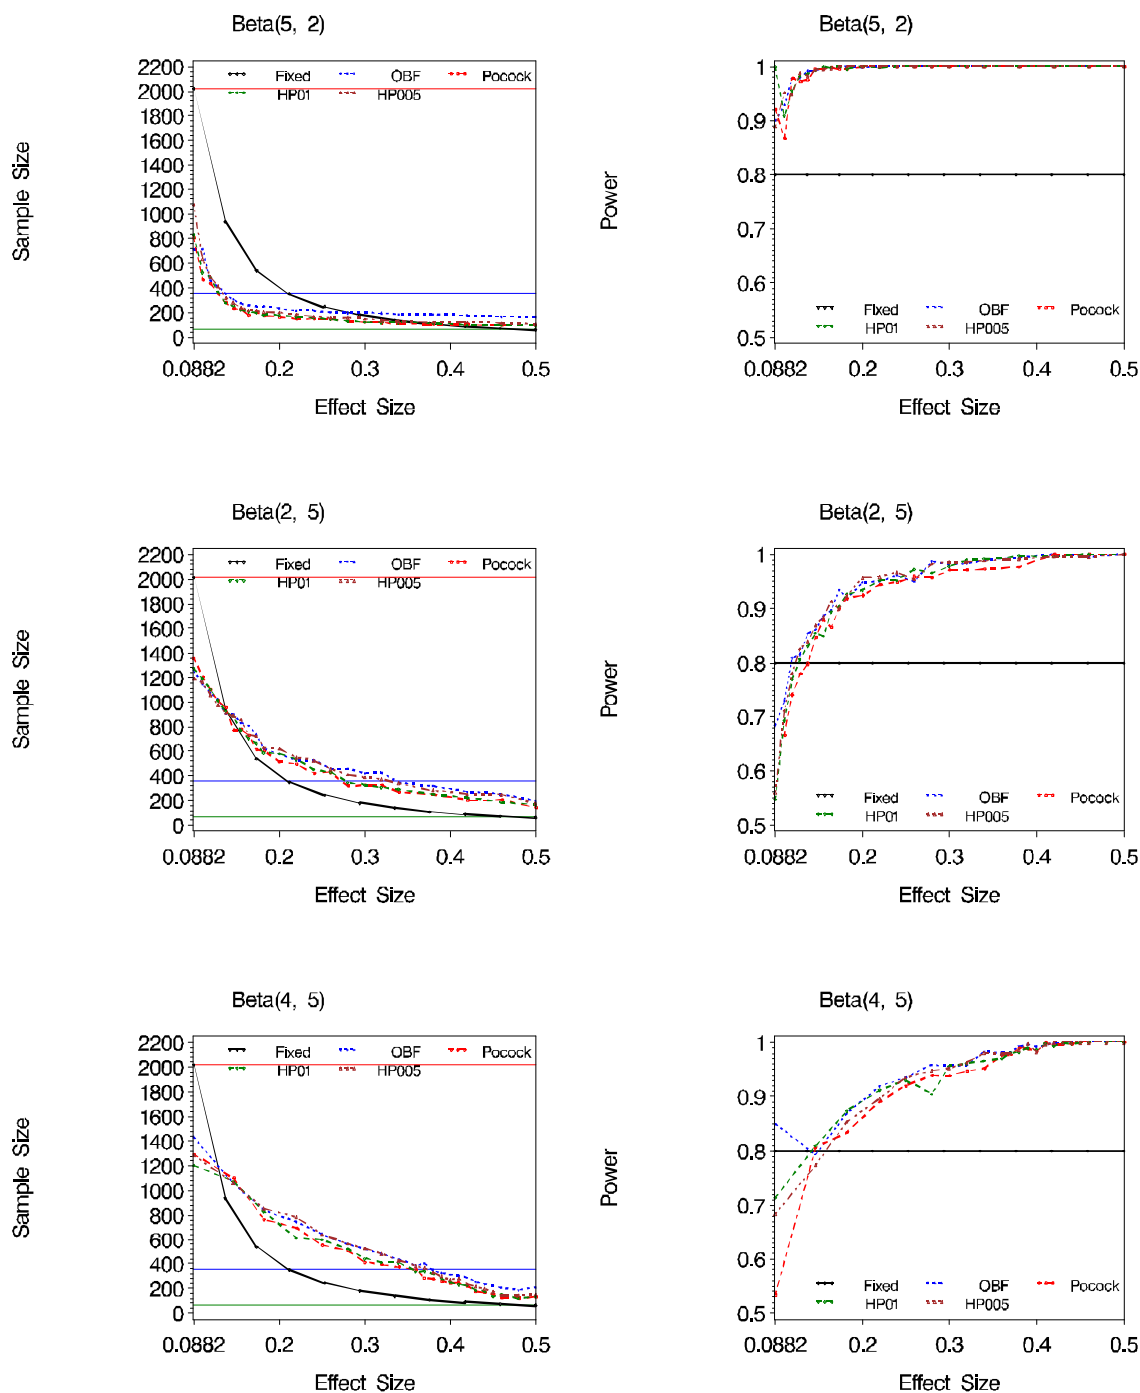 Beta(5, 2)
2200
2000
1800
1600
1400
1200
1000
800
600
400
200
0
Sample Size
Fixed OBF Pocock
HP01 HP005
0.0882 0.2 0.3 0.4 0.5
Effect Size
Beta(5, 2)
1
0.9
0.8
0.7
0.6
0.5
Power
Fixed OBF Pocock
HP01 HP005
0.0882 0.2 0.3 0.4 0.5
Effect Size
Beta(2, 5)
2200
2000
1800
1600
1400
1200
1000
800
600
400
200
0
Sample Size
Fixed OBF Pocock
HP01 HP005
0.0882 0.2 0.3 0.4 0.5
Effect Size
Beta(2, 5)
1
0.9
0.8
0.7
0.6
0.5
Power
Fixed OBF Pocock
HP01 HP005
0.0882 0.2 0.3 0.4 0.5
Effect Size
Beta(4, 5)
2200
2000
1800
1600
1400
1200
1000
800
600
400
200
0
Sample Size
Fixed OBF Pocock
HP01 HP005
0.0882 0.2 0.3 0.4 0.5
Effect Size
Beta(4, 5)
1
0.9
0.8
0.7
0.6
0.5
Power
Fixed OBF Pocock
HP01 HP005
0.0882 0.2 0.3 0.4 0.5
Effect Size